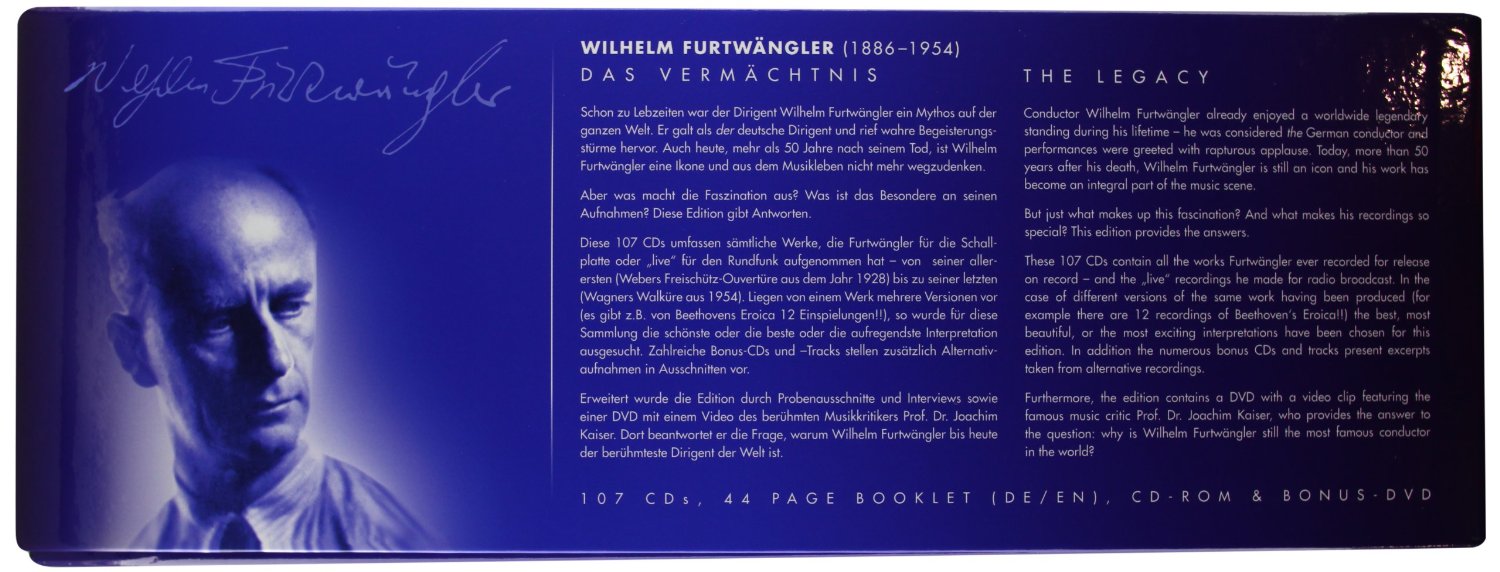 Wilhelm Furtwängler
WILHELM FURTWÄNGLER (1886–1954)
DAS VERMÄCHTNIS
Schon zu Lebzeiten war der Dirigent Wilhelm Furtwängler ein Mythos auf der
ganzen Welt. Er galt als der deutsche Dirigent und rief wahre Begeisterungs-
stürme hervor. Auch heute, mehr als 50 Jahre nach seinem Tod, ist Wilhelm
Furtwängler eine Ikone und aus dem Musikleben nicht mehr wegzudenken.
Aber was macht die Faszination aus? Was ist das Besondere an seinen
Aufnahmen? Diese Edition gibt Antworten.
Diese 107 CDs umfassen sämtliche Werke, die Furtwängler für die Schall-
platte oder „live“ für den Rundfunk aufgenommen hat – von seiner aller-
ersten (Webers Freischütz-Ouvertüre aus dem Jahr 1928) bis zu seiner letzten
(Wagners Walküre aus 1954). Liegen von einem Werk mehrere Versionen vor
(es gibt z.B. von Beethovens Eroica 12 Einspielungen!!), so wurde für diese
Sammlung die schönste oder die beste oder die aufregendste Interpretation
ausgesucht. Zahlreiche Bonus-CDs und –Tracks stellen zusätzlich Alternativ-
aufnahmen in Ausschnitten vor.
Erweitert wurde die Edition durch Probenausschnitte und Interviews sowie
einer DVD mit einem Video des berühmten Musikkritikers Prof. Dr. Joachim
Kaiser. Dort beantwortet er die Frage, warum Wilhelm Furtwängler bis heute
der berühmteste Dirigent der Welt ist.
THE LEGACY
Conductor Wilhelm Furtwängler already enjoyed a worldwide legendary
standing during his lifetime – he was considered the German conductor and
performances were greeted with rapturous applause. Today, more than 50
years after his death, Wilhelm Furtwängler is still an icon and his work has
become an integral part of the music scene.
But just what makes up this fascination? And what makes his recordings so
special? This edition provides the answers.
These 107 CDs contain all the works Furtwängler ever recorded for release
on record – and the „live“ recordings he made for radio broadcast. In the
case of different versions of the same work having been produced (for
example there are 12 recordings of Beethoven's Eroica!!) the best, most
beautiful, or the most exciting interpretations have been chosen for this
edition. In addition the numerous bonus CDs and tracks present excerpts
taken from alternative recordings.
Furthermore, the edition contains a DVD with a video clip featuring the
famous music critic Prof. Dr. Joachim Kaiser, who provides the answer to
the question: why is Wilhelm Furtwängler still the most famous conductor
in the world?
107 CDs, 44 PAGE BOOKLET (DE/EN), CD-ROM & BONUS-DVD